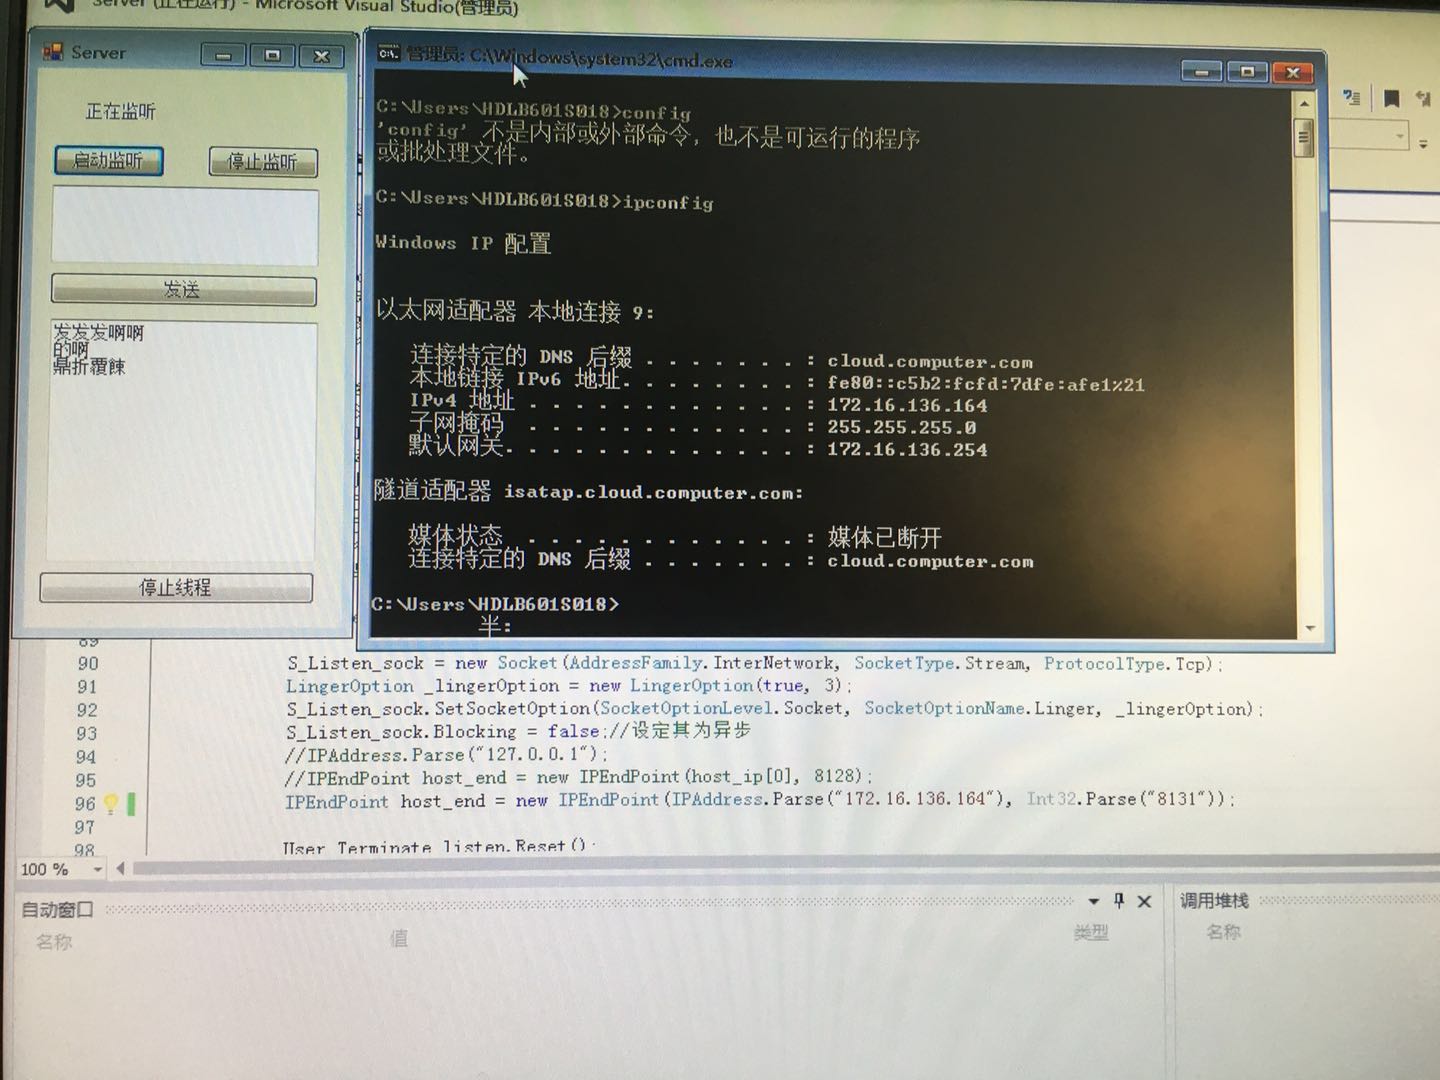 Server (正在运行) - Microsoft Visual Studio(管理员)
Server
正在监听
启动监听
停止监听
发送
发发发啊啊
的啊
鼎折覆餗
停止线程
管理员: C:\Windows\system32\cmd.exe
C:\Users\HDLB601S018>config
'config' 不是内部或外部命令，也不是可运行的程序
或批处理文件。
C:\Users\HDLB601S018>ipconfig
Windows IP 配置
以太网适配器 本地连接 9:
连接特定的 DNS 后缀 . . . . . . . : cloud.computer.com
本地链接 IPv6 地址. . . . . . . . : fe80::c5b2:fcfd:7dfe:afe1%21
IPv4 地址 . . . . . . . . . . . . : 172.16.136.164
子网掩码  . . . . . . . . . . . . : 255.255.255.0
默认网关. . . . . . . . . . . . . : 172.16.136.254
隧道适配器 isatap.cloud.computer.com:
媒体状态  . . . . . . . . . . . . : 媒体已断开
连接特定的 DNS 后缀 . . . . . . . : cloud.computer.com
C:\Users\HDLB601S018>
半:
89
90 S_Listen_sock = new Socket(AddressFamily.InterNetwork, SocketType.Stream, ProtocolType.Tcp);
91 LingerOption _lingerOption = new LingerOption(true, 3);
92 S_Listen_sock.SetSocketOption(SocketOptionLevel.Socket, SocketOptionName.Linger, _lingerOption);
93 S_Listen_sock.Blocking = false;//设定其为异步
94 //IPAddress.Parse("127.0.0.1");
95 //IPEndPoint host_end = new IPEndPoint(host_ip[0], 8128);
96 IPEndPoint host_end = new IPEndPoint(IPAddress.Parse("172.16.136.164"), Int32.Parse("8131"));
97
98 User_Terminate_listen.Reset();
100 %
自动窗口
名称 值 类型
调用堆栈
名称